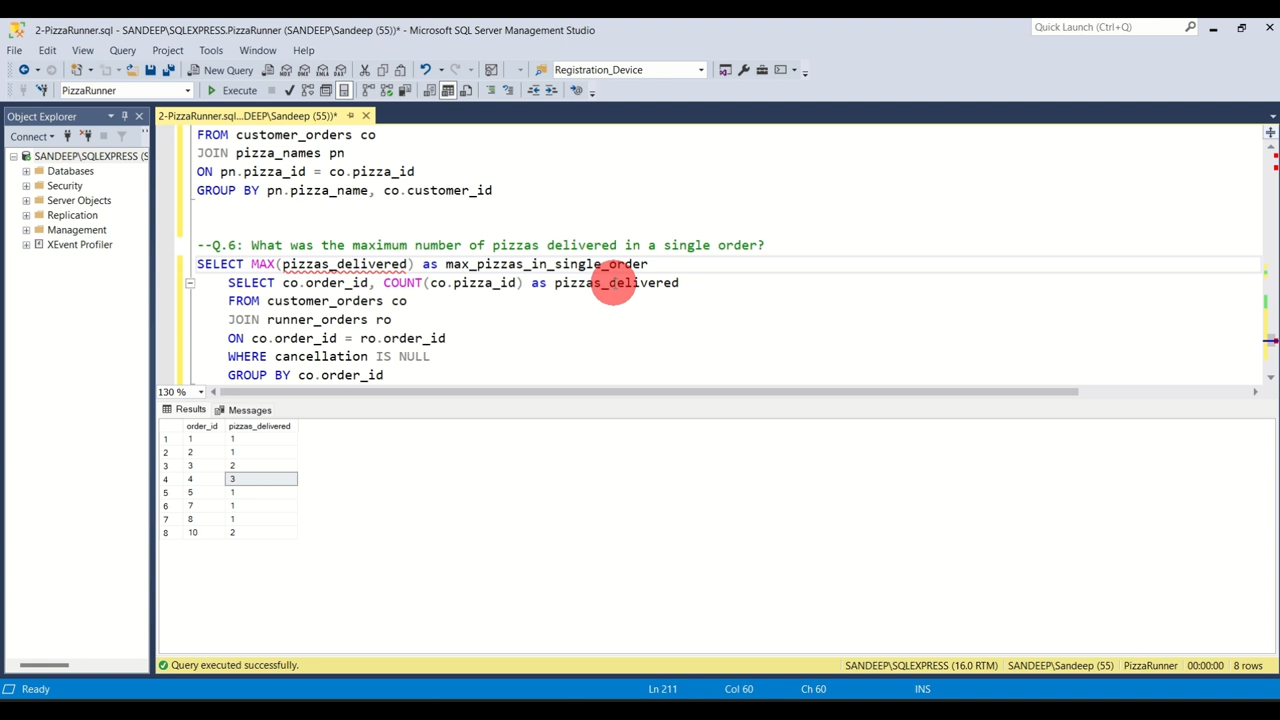 2-PizzaRunner.sql - SANDEEP\SQLEXPRESS.PizzaRunner (SANDEEP\Sandeep (55))* - Microsoft SQL Server Management Studio
Quick Launch (Ctrl+Q)
File Edit View Query Project Tools Window Help
New Query Registration_Device
PizzaRunner Execute
Object Explorer
2-PizzaRunner.sql...DEEP\Sandeep (55))*
Connect
SANDEEP\SQLEXPRESS (S
Databases
Security
Server Objects
Replication
Management
XEvent Profiler
FROM customer_orders co
JOIN pizza_names pn
ON pn.pizza_id = co.pizza_id
GROUP BY pn.pizza_name, co.customer_id
--Q.6: What was the maximum number of pizzas delivered in a single order?
SELECT MAX(pizzas_delivered) as max_pizzas_in_single_order
SELECT co.order_id, COUNT(co.pizza_id) as pizzas_delivered
FROM customer_orders co
JOIN runner_orders ro
ON co.order_id = ro.order_id
WHERE cancellation IS NULL
GROUP BY co.order_id
130 %
Results Messages
order_id pizzas_delivered
1 1 1
2 2 1
3 3 2
4 4 3
5 5 1
6 7 1
7 8 1
8 10 2
Query executed successfully.
SANDEEP\SQLEXPRESS (16.0 RTM) SANDEEP\Sandeep (55) PizzaRunner 00:00:00 8 rows
Ready Ln 211 Col 60 Ch 60 INS